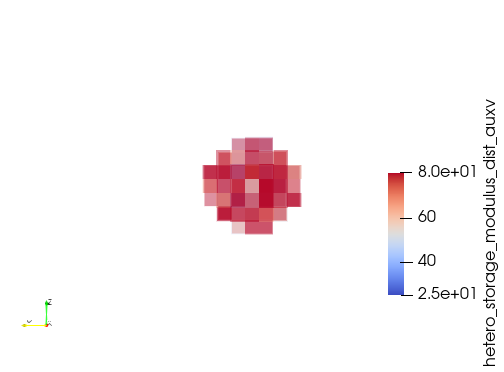 8.0e+01
60
40
2.5e+01
hetero_storage_modulus_dist_auxv
Z
Y
X